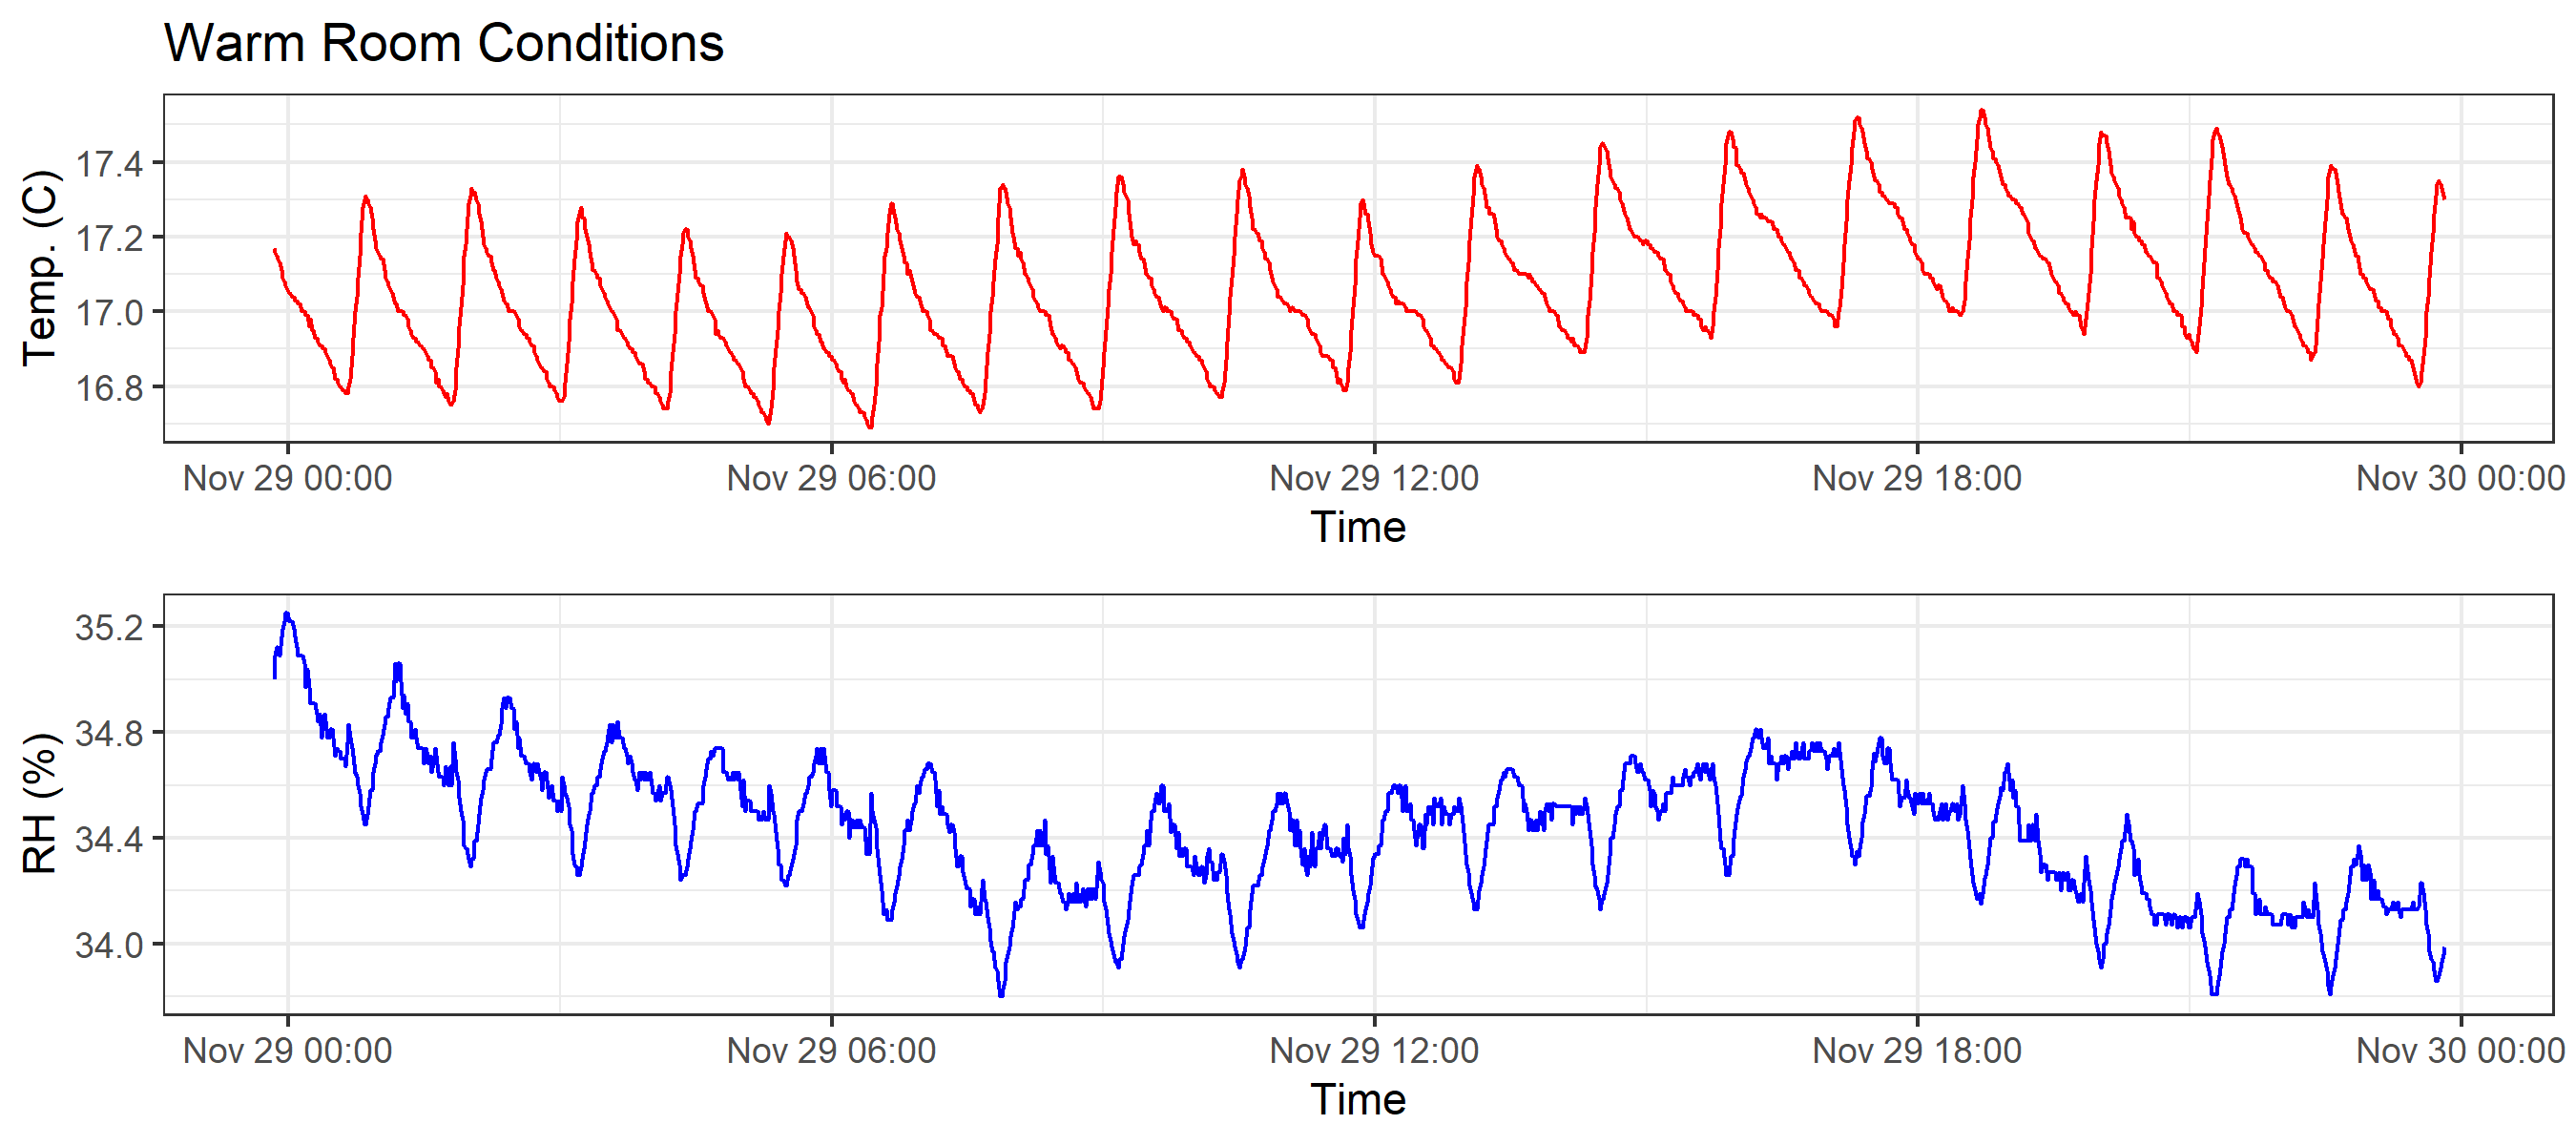 Warm Room Conditions
Temp. (C)
17.4
17.2
17.0
16.8
Nov 29 00:00 Nov 29 06:00 Nov 29 12:00 Nov 29 18:00 Nov 30 00:00
Time
RH (%)
35.2
34.8
34.4
34.0
Nov 29 00:00 Nov 29 06:00 Nov 29 12:00 Nov 29 18:00 Nov 30 00:00
Time